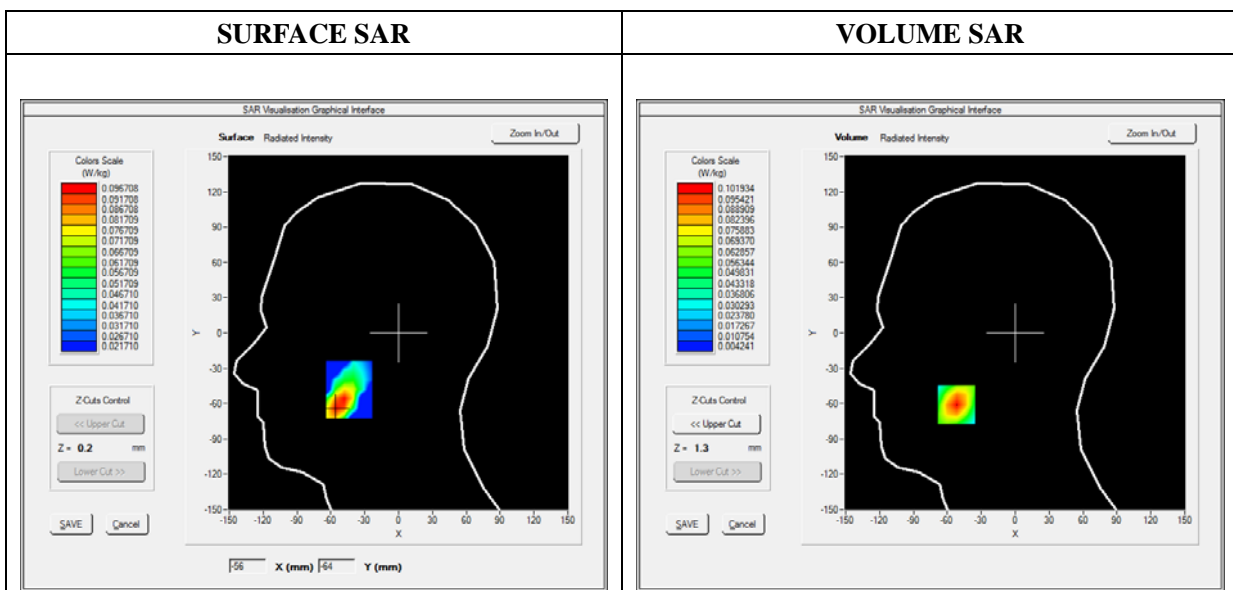 SURFACE SAR
VOLUME SAR
SAR Visualisation Graphical Interface
Surface Radiated Intensity
Zoom In/Out
Colors Scale
(W/kg)
0.096708
0.091708
0.086708
0.081709
0.076709
0.071709
0.066709
0.061709
0.056709
0.051709
0.046710
0.041710
0.036710
0.031710
0.026710
0.021710
Z-Cuts Control
<< Upper Cut
Z = 0.2 mm
Lower Cut >>
SAVE Cancel
150
120
90
60
30
0
-30
-60
-90
-120
-150
Y
-150 -120 -90 -60 -30 0 30 60 90 120 150
X
-56 X (mm) -64 Y (mm)
SAR Visualisation Graphical Interface
Volume Radiated Intensity
Zoom In/Out
Colors Scale
(W/kg)
0.101934
0.095421
0.088909
0.082396
0.075883
0.069370
0.062857
0.056344
0.049831
0.043318
0.036806
0.030293
0.023780
0.017267
0.010754
0.004241
Z-Cuts Control
<< Upper Cut
Z = 1.3 mm
Lower Cut >>
SAVE Cancel
150
120
90
60
30
0
-30
-60
-90
-120
-150
Y
-150 -120 -90 -60 -30 0 30 60 90 120 150
X